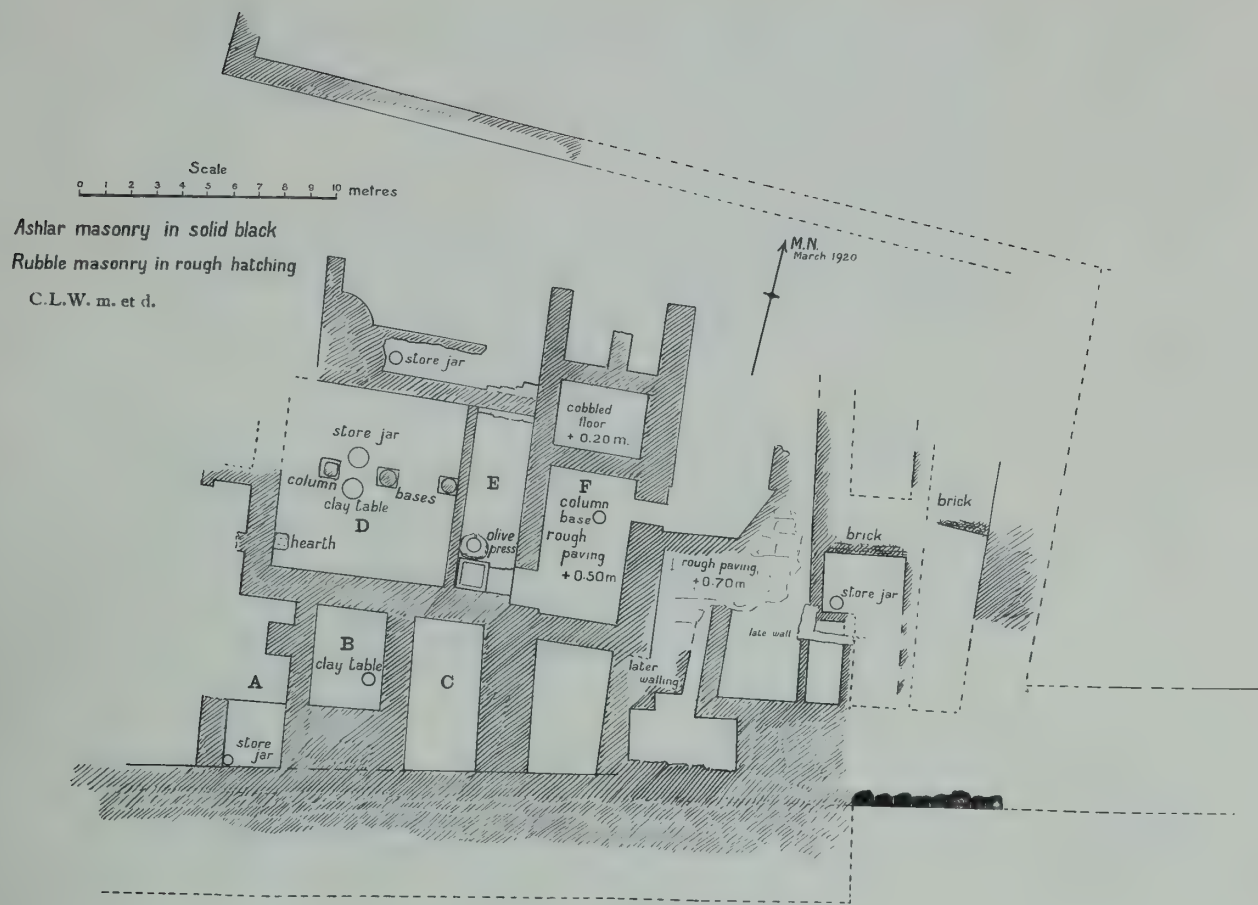 Scale
0 1 2 3 4 5 6 7 8 9 10 metres
Ashlar masonry in solid black
Rubble masonry in rough hatching
C.L.W. m. et d.
M.N.
March 1920
store jar
cobbled
floor
+ 0.20 m.
store jar
column
bases
clay table
D
hearth
E
olive
press
F
column
base
rough
paving
+ 0.50 m
rough paving,
+ 0.70 m
brick
brick
store jar
late wall
later
walling
B
clay table
A
C
store
jar